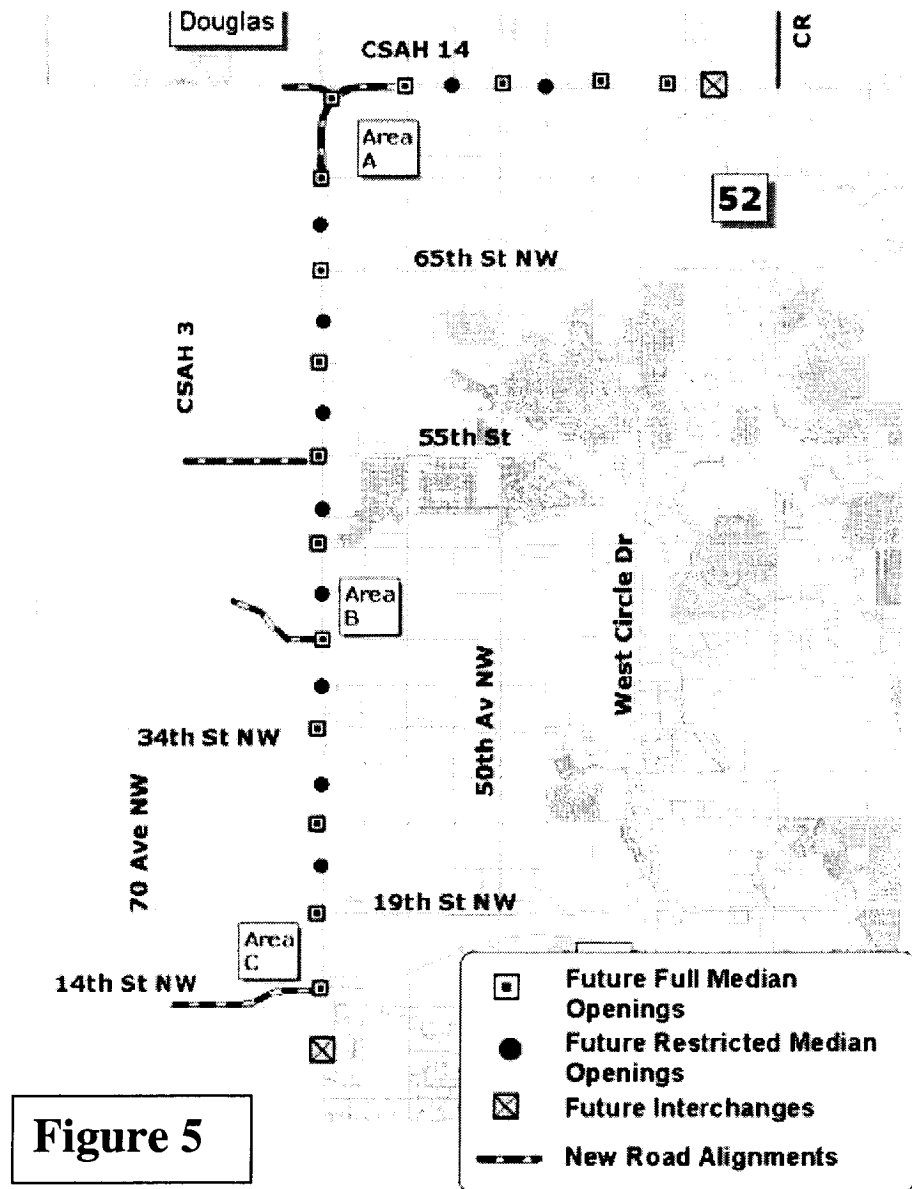 Douglas
CSAH 14
CR
Area
A
52
65th St NW
CSAH 3
55th St
Area
B
West Circle Dr
50th Av NW
34th St NW
70 Ave NW
19th St NW
Area
C
14th St NW
Future Full Median
Openings
Future Restricted Median
Openings
Future Interchanges
New Road Alignments
Figure 5